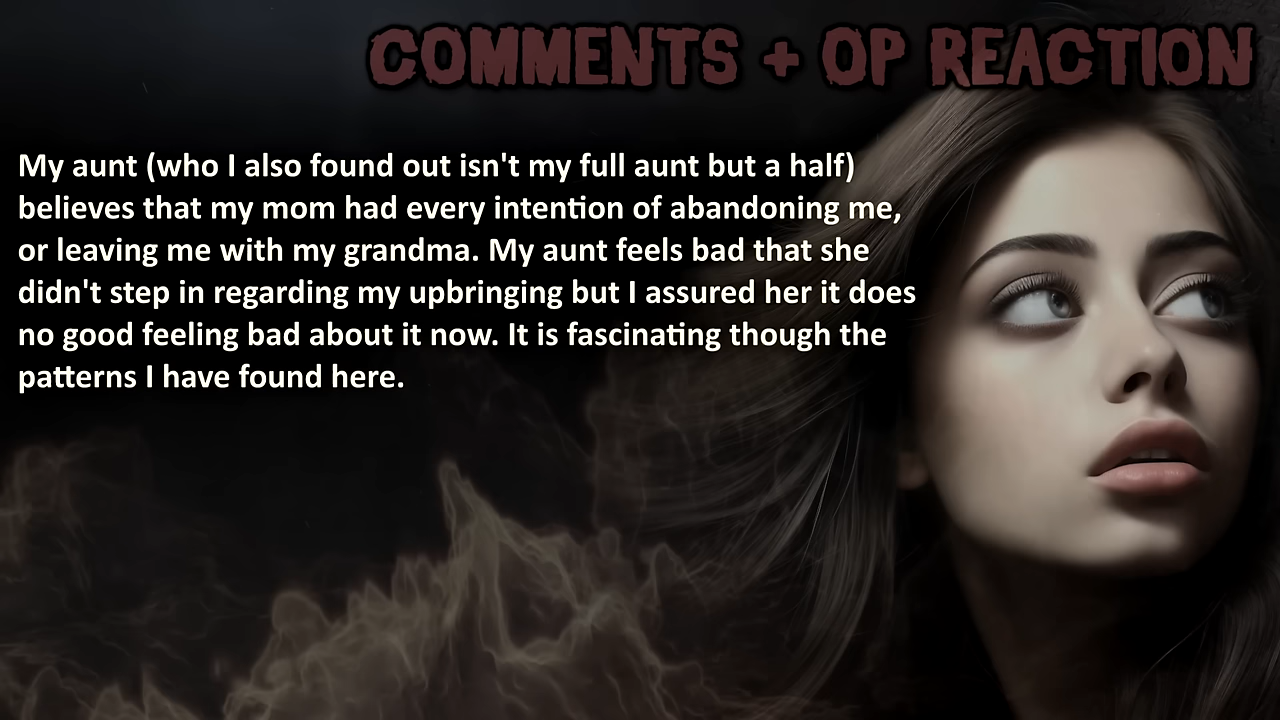 COMMENTS + OP REACTION
My aunt (who I also found out isn't my full aunt but a half)
believes that my mom had every intention of abandoning me,
or leaving me with my grandma. My aunt feels bad that she
didn't step in regarding my upbringing but I assured her it does
no good feeling bad about it now. It is fascinating though the
patterns I have found here.